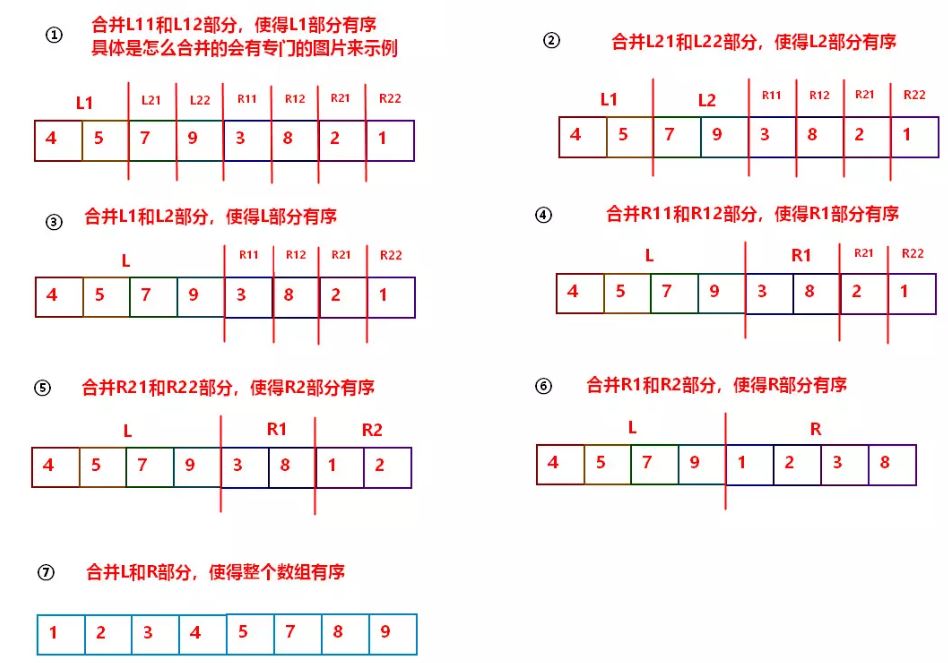 ① 合并L11和L12部分，使得L1部分有序
具体是怎么合并的会有专门的图片来示例
L1 L21 L22 R11 R12 R21 R22
4 5 7 9 3 8 2 1
② 合并L21和L22部分，使得L2部分有序
L1 L2 R11 R12 R21 R22
4 5 7 9 3 8 2 1
③ 合并L1和L2部分，使得L部分有序
L R11 R12 R21 R22
4 5 7 9 3 8 2 1
④ 合并R11和R12部分，使得R1部分有序
L R1 R21 R22
4 5 7 9 3 8 2 1
⑤ 合并R21和R22部分，使得R2部分有序
L R1 R2
4 5 7 9 3 8 1 2
⑥ 合并R1和R2部分，使得R部分有序
L R
4 5 7 9 1 2 3 8
⑦ 合并L和R部分，使得整个数组有序
1 2 3 4 5 7 8 9